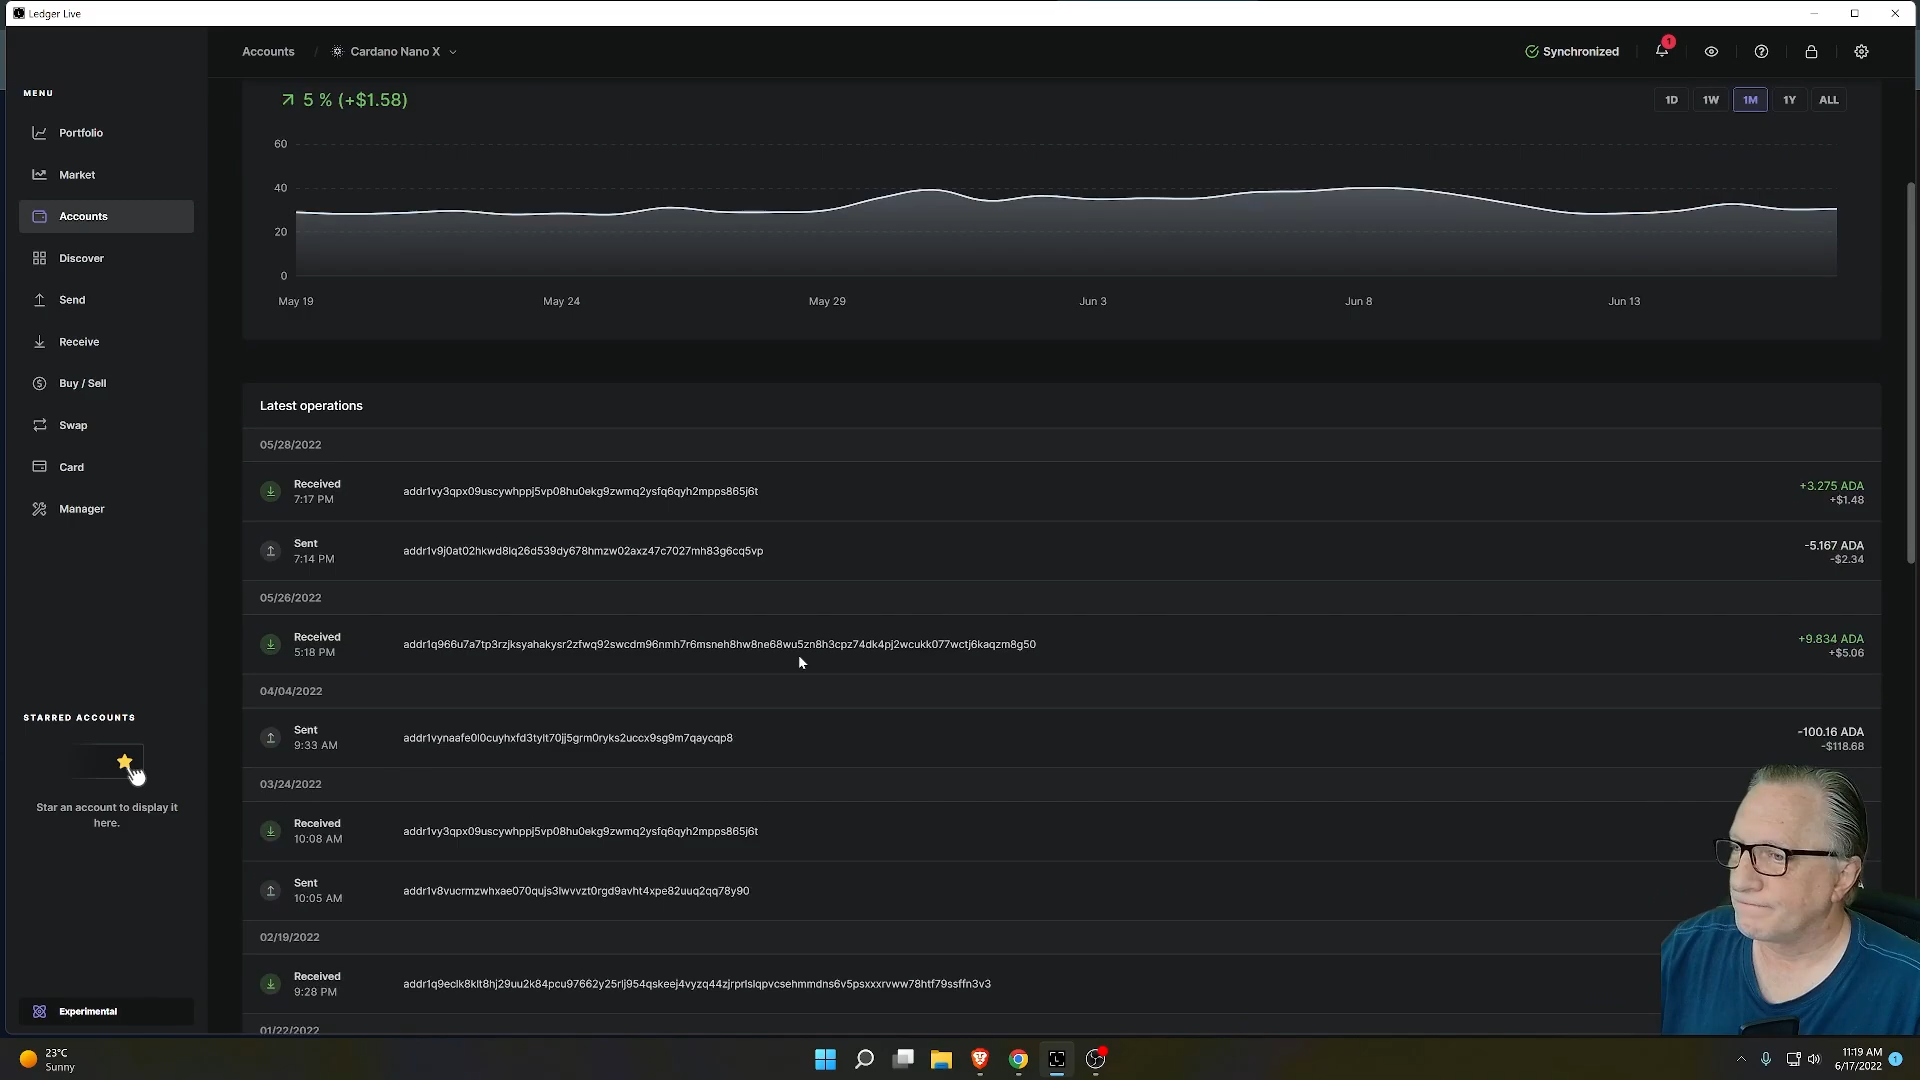 Ledger Live
Accounts / Cardano Nano X
Synchronized
1
MENU
Portfolio
Market
Accounts
Discover
Send
Receive
Buy / Sell
Swap
Card
Manager
STARRED ACCOUNTS
Star an account to display it
here.
Experimental
5 % (+$1.58)
1D 1W 1M 1Y ALL
60
40
20
0
May 19 May 24 May 29 Jun 3 Jun 8 Jun 13
Latest operations
05/28/2022
Received
7:17 PM
addr1vy3qpx09uscywhppj5vp08hu0ekg9zwmq2ysfq6qyh2mpps865j6t
+3.275 ADA
+$1.48
Sent
7:14 PM
addr1v9j0at02hkwd8lq26d539dy678hmzw02axz47c7027mh83g6cq5vp
-5.167 ADA
-$2.34
05/26/2022
Received
5:18 PM
addr1q966u7a7tp3rzjksyahakysr2zfwq92swcdm96nmh7r6msneh8hw8ne68wu5zn8h3cpz74dk4pj2wcukk077wctj6kaqzm8g50
+9.834 ADA
+$5.06
04/04/2022
Sent
9:33 AM
addr1vynaafe0l0cuyhxfd3tylt70jj5grm0ryks2uccx9sg9m7qaycqp8
-100.16 ADA
-$118.68
03/24/2022
Received
10:08 AM
addr1vy3qpx09uscywhppj5vp08hu0ekg9zwmq2ysfq6qyh2mpps865j6t
Sent
10:05 AM
addr1v8vucrmzwhxae070qujs3lwvvzt0rgd9avht4xpe82uuq2qq78y90
02/19/2022
Received
9:28 PM
addr1q9eclk8klt8hj29uu2k84pcu97662y25rlj954qskeej4vyzq44zjrprlslqpvcsehmmdns6v5psxxxrvww78htf79ssffn3v3
01/22/2022
23°C
Sunny
11:19 AM
6/17/2022
1